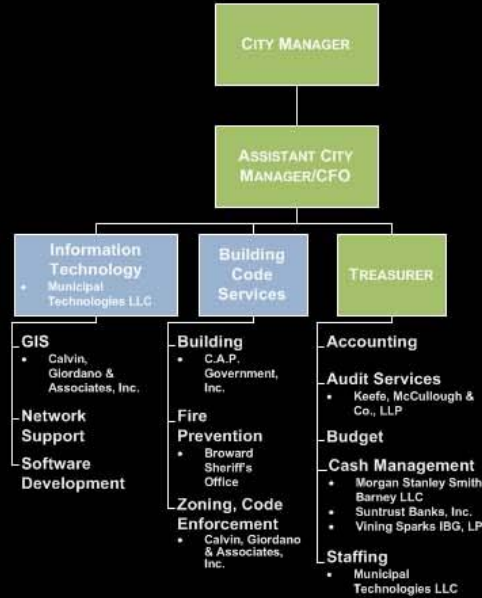 CITY MANAGER
ASSISTANT CITY
MANAGER/CFO
Information
Technology
• Municipal
Technologies LLC
Building
Code
Services
TREASURER
GIS
• Calvin,
Giordano &
Associates, Inc.
Network
Support
Software
Development
Building
• C.A.P.
Government,
Inc.
Fire
Prevention
• Broward
Sheriff's
Office
Zoning, Code
Enforcement
• Calvin, Giordano
& Associates,
Inc.
Accounting
Audit Services
• Keefe, McCullough &
Co., LLP
Budget
Cash Management
• Morgan Stanley Smith
Barney LLC
• Suntrust Banks, Inc.
• Vining Sparks IBG, LP
Staffing
• Municipal
Technologies LLC